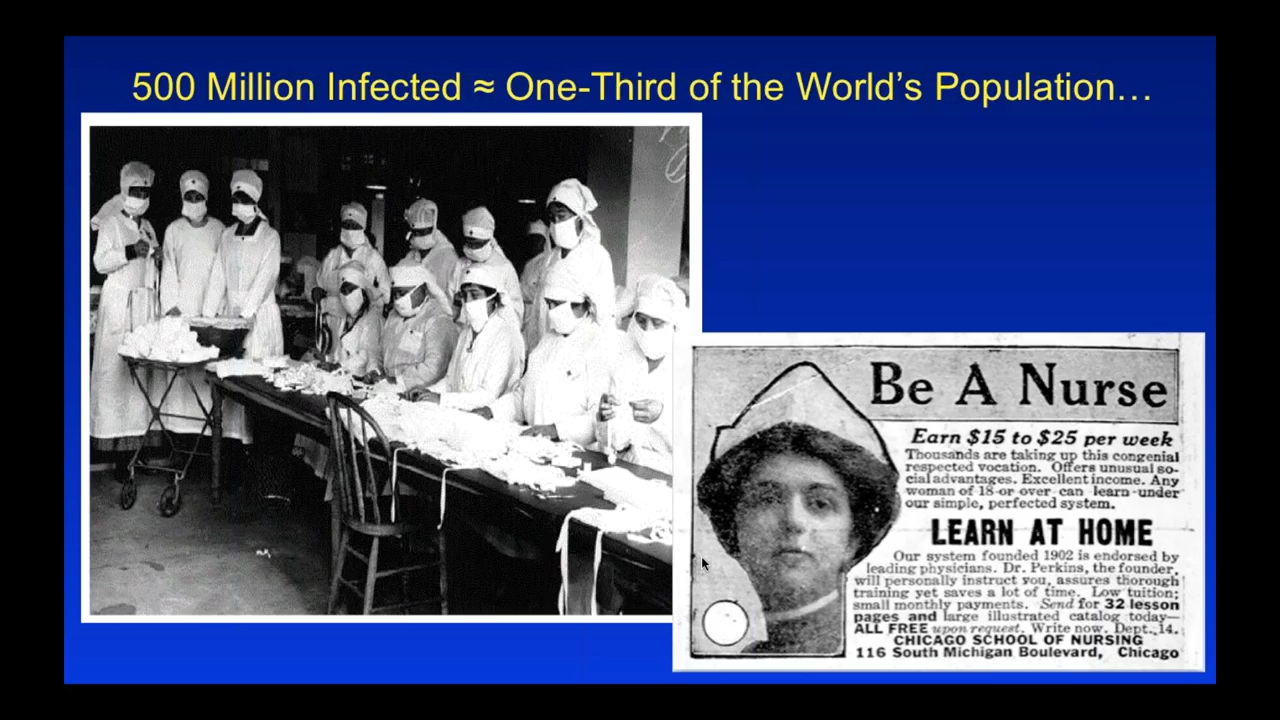 500 Million Infected ≈ One-Third of the World's Population…
Be A Nurse
Earn $15 to $25 per week
Thousands are taking up this congenial
respected vocation. Offers unusual so-
cial advantages. Excellent income. Any
woman of 18 or over can learn under
our simple, perfected system.
LEARN AT HOME
Our system founded 1902 is endorsed by
leading physicians. Dr. Perkins, the founder,
will personally instruct you, assures thorough
training yet saves a lot of time. Low tuition;
small monthly payments. Send for 32 lesson
pages and large illustrated catalog today—
ALL FREE upon request. Write now. Dept. 14.
CHICAGO SCHOOL OF NURSING
116 South Michigan Boulevard, Chicago